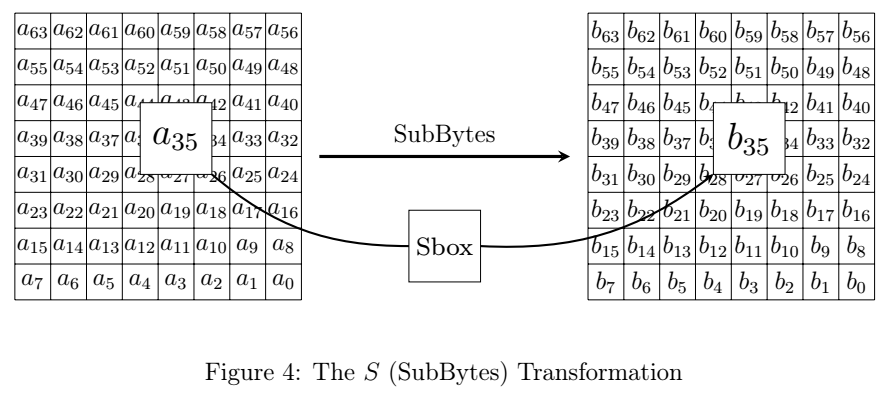 a63 a62 a61 a60 a59 a58 a57 a56 b63 b62 b61 b60 b59 b58 b57 b56
a55 a54 a53 a52 a51 a50 a49 a48 b55 b54 b53 b52 b51 b50 b49 b48
a47 a46 a45 a41 a40 b47 b46 b45 b41 b40
a35 SubBytes b35
a39 a38 a37 a33 a32 b39 b38 b37 b33 b32
a31 a30 a29 a28 a27 a26 a25 a24 b31 b30 b29 b28 b27 b26 b25 b24
a23 a22 a21 a20 a19 a18 a17 a16 b23 b22 b21 b20 b19 b18 b17 b16
a15 a14 a13 a12 a11 a10 a9 a8 Sbox b15 b14 b13 b12 b11 b10 b9 b8
a7 a6 a5 a4 a3 a2 a1 a0 b7 b6 b5 b4 b3 b2 b1 b0
Figure 4: The S (SubBytes) Transformation